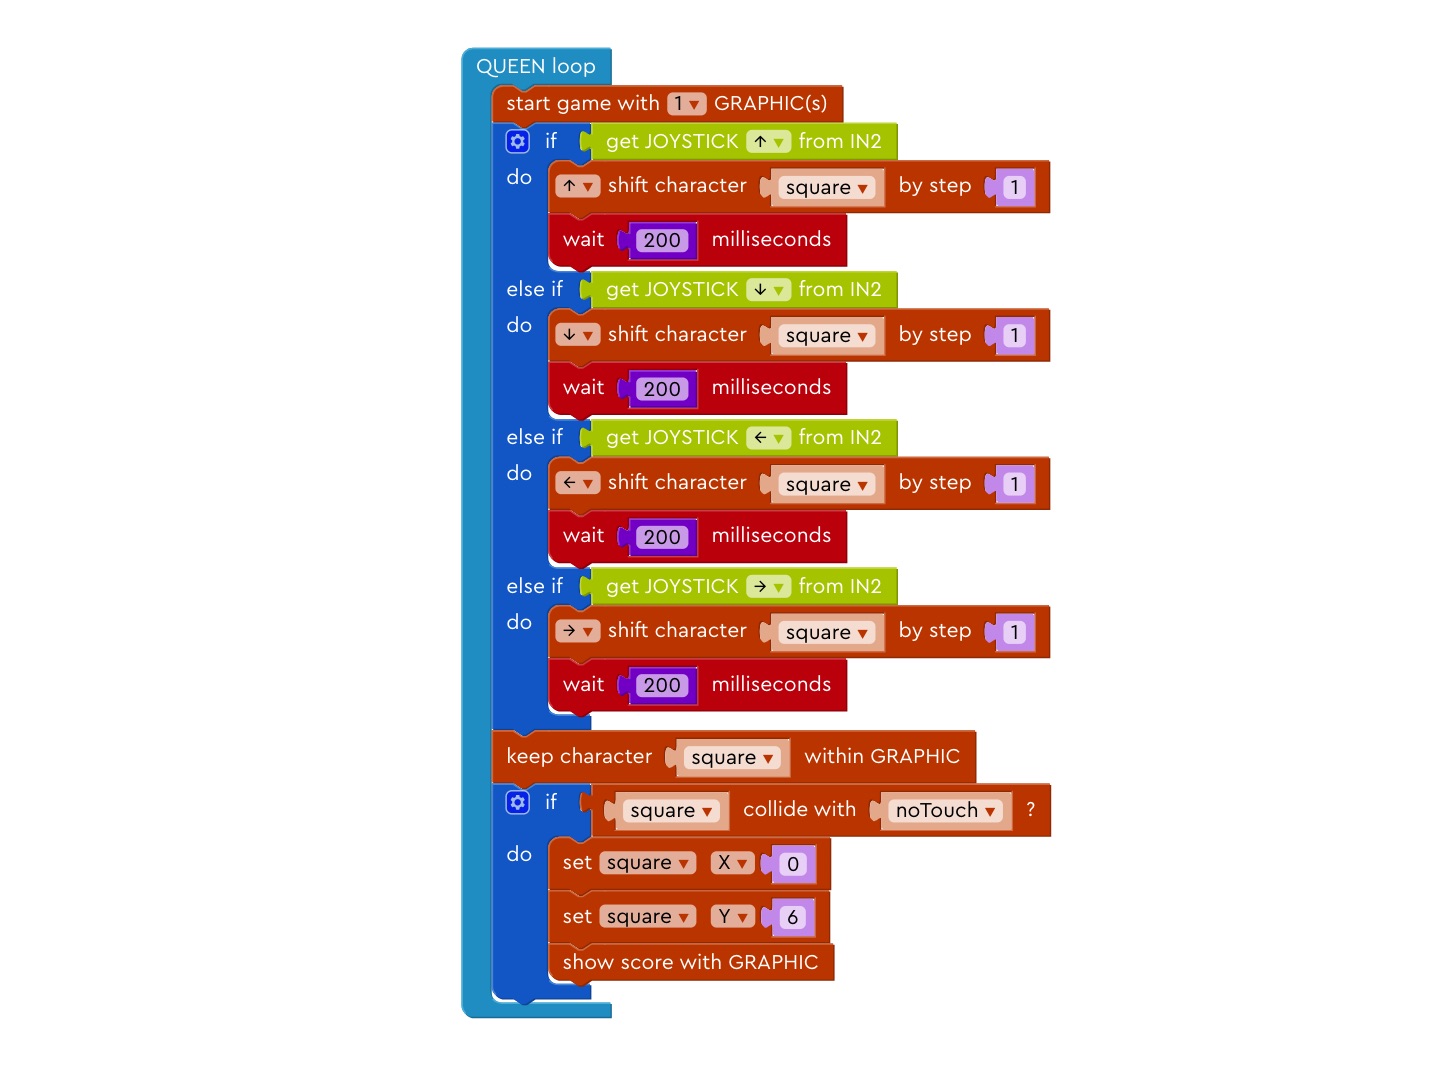 QUEEN loop
start game with 1 ▾ GRAPHIC(s)
if get JOYSTICK ↑ ▾ from IN2
do ↑ ▾ shift character square ▾ by step 1
wait 200 milliseconds
else if get JOYSTICK ↓ ▾ from IN2
do ↓ ▾ shift character square ▾ by step 1
wait 200 milliseconds
else if get JOYSTICK ← ▾ from IN2
do ← ▾ shift character square ▾ by step 1
wait 200 milliseconds
else if get JOYSTICK → ▾ from IN2
do → ▾ shift character square ▾ by step 1
wait 200 milliseconds
keep character square ▾ within GRAPHIC
if square ▾ collide with noTouch ▾ ?
do set square ▾ X ▾ 0
set square ▾ Y ▾ 6
show score with GRAPHIC